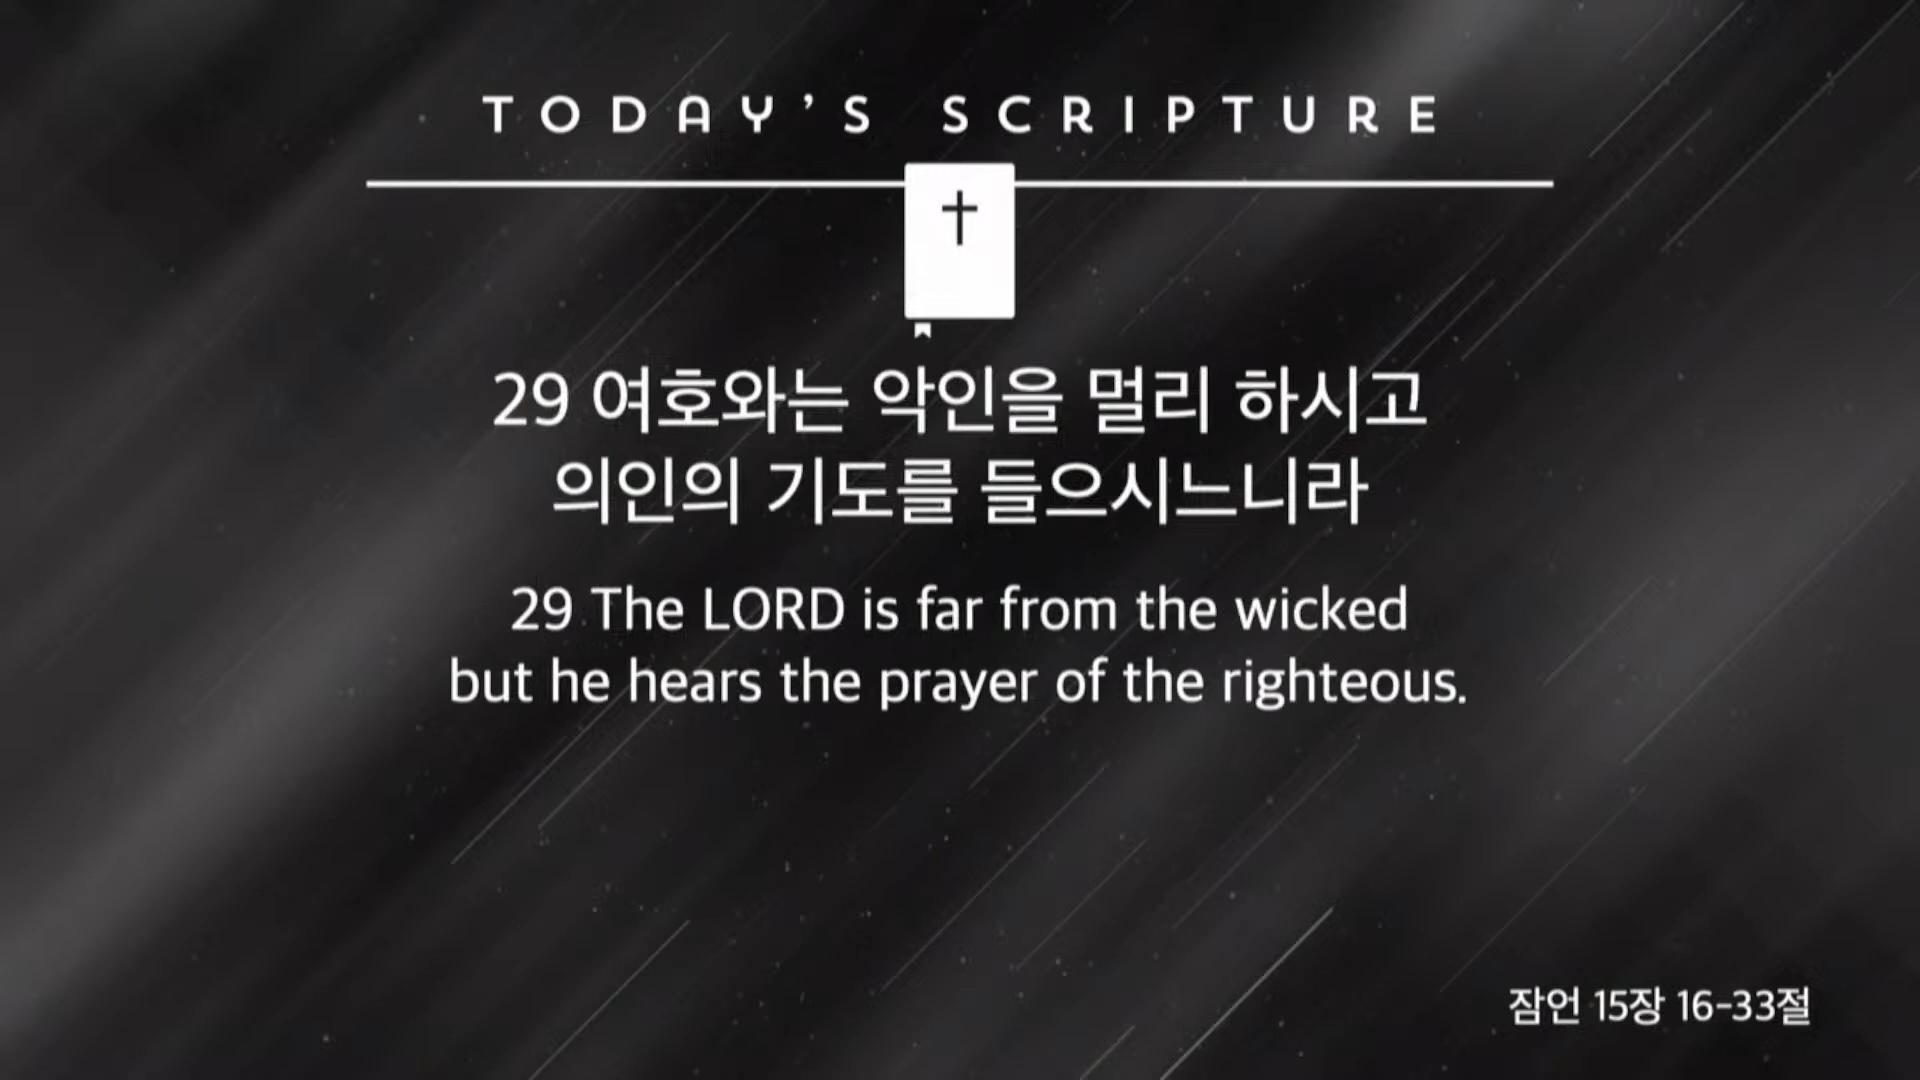 TODAY'S SCRIPTURE
29 여호와는 악인을 멀리 하시고
의인의 기도를 들으시느니라
29 The LORD is far from the wicked
but he hears the prayer of the righteous.
잠언 15장 16-33절